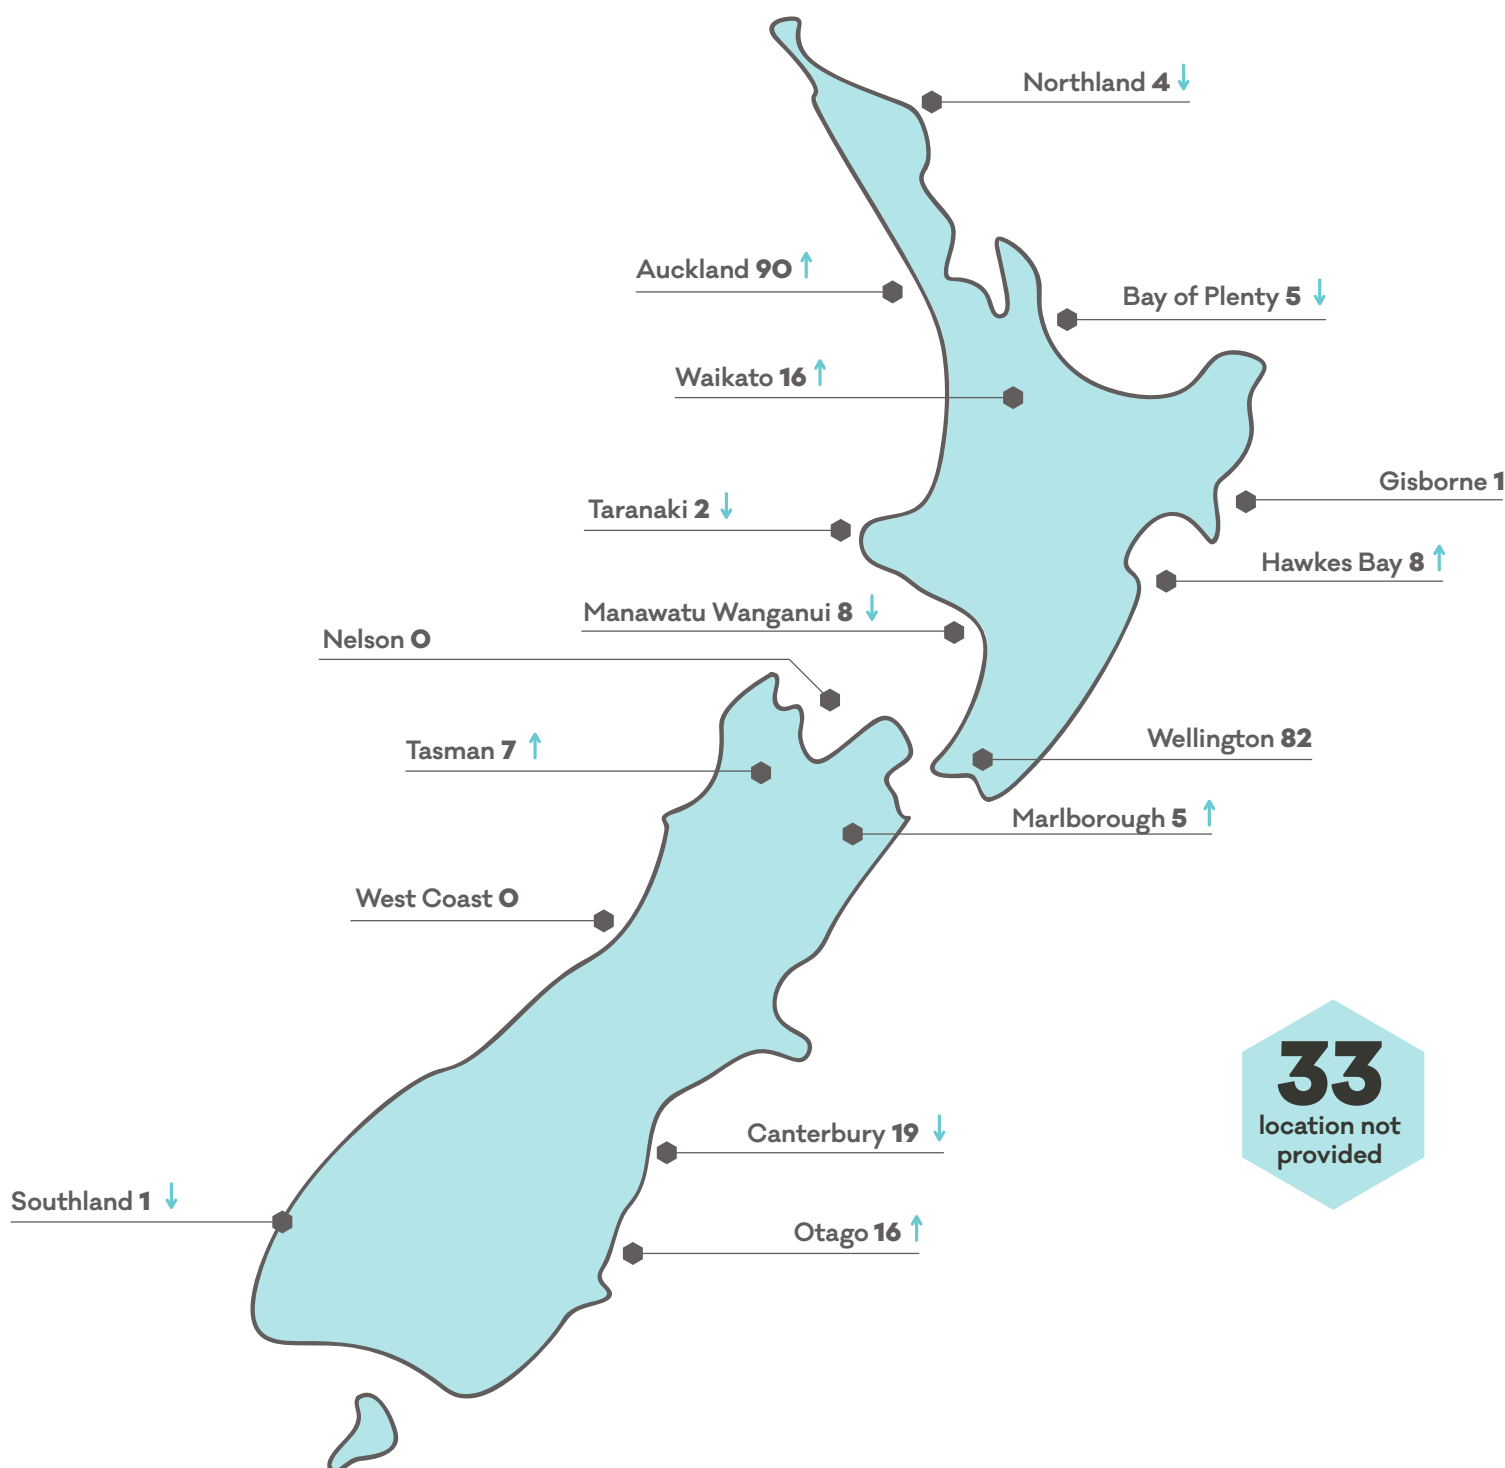 Northland 4 ↓
Auckland 90 ↑
Bay of Plenty 5 ↓
Waikato 16 ↑
Gisborne 1
Taranaki 2 ↓
Hawkes Bay 8 ↑
Manawatu Wanganui 8 ↓
Nelson 0
Wellington 82
Tasman 7 ↑
Marlborough 5 ↑
West Coast 0
33
location not
provided
Canterbury 19 ↓
Southland 1 ↓
Otago 16 ↑